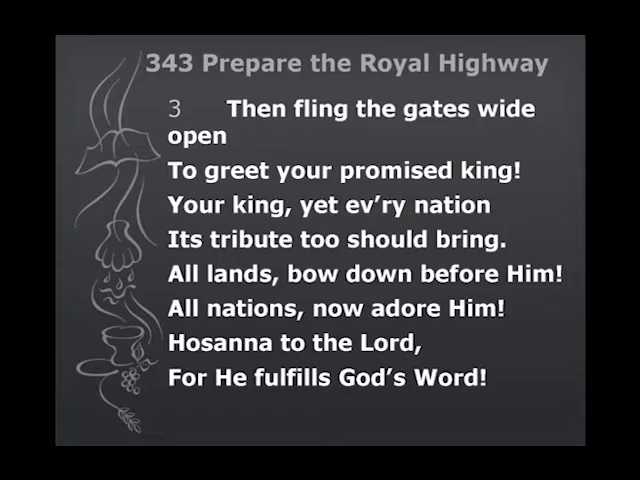 343 Prepare the Royal Highway
3 Then fling the gates wide
open
To greet your promised king!
Your king, yet ev’ry nation
Its tribute too should bring.
All lands, bow down before Him!
All nations, now adore Him!
Hosanna to the Lord,
For He fulfills God’s Word!